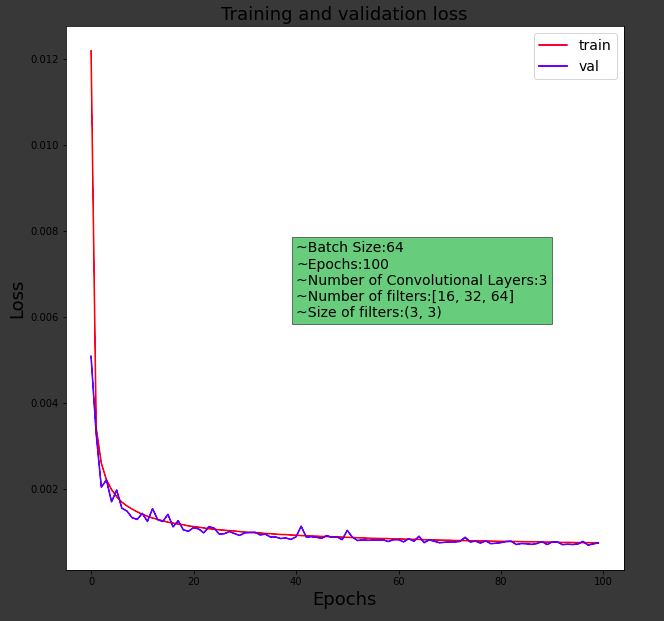 Training and validation loss
train
val
0.012
0.010
0.008
0.006
0.004
0.002
Loss
~Batch Size:64
~Epochs:100
~Number of Convolutional Layers:3
~Number of filters:[16, 32, 64]
~Size of filters:(3, 3)
0
20
40
60
80
100
Epochs